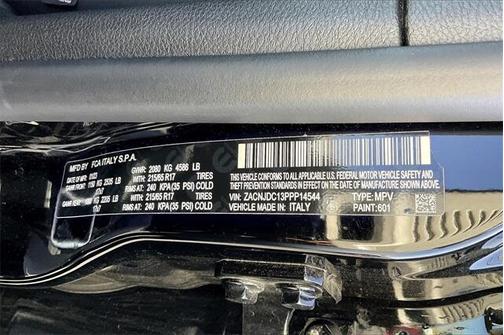 MFD BY: FCA ITALY S.P.A.
GVWR: 2080 KG 4586 LB
WITH: 215/65 R17
RIMS AT: 240 KPA(35 PSI) COLD
WITH: 215/65 R17
RIMS AT: 240 KPA(35 PSI) COLD
THIS VEHICLE CONFORMS TO ALL APPLICABLE U.S. FEDERAL MOTOR VEHICLE SAFETY AND
THEFT PREVENTION STANDARDS IN EFFECT ON THE DATE OF MANUFACTURE SHOWN ABOVE.
VIN: ZACNJDC13PPP14544 TYPE: MPV
VEHICLE MADE IN: ITALY PAINT: 601